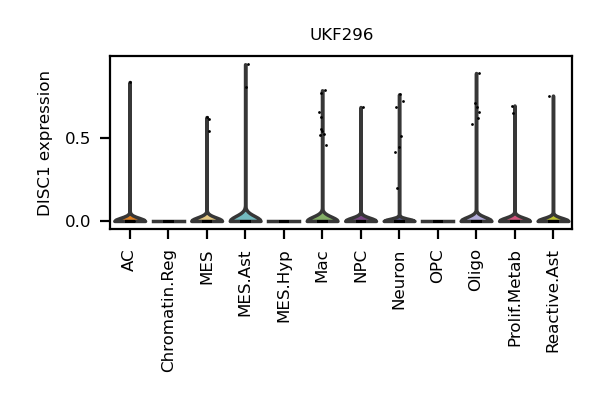 UKF296
DISC1 expression
0.5
0.0
AC
Chromatin.Reg
MES
MES.Ast
MES.Hyp
Mac
NPC
Neuron
OPC
Oligo
Prolif.Metab
Reactive.Ast